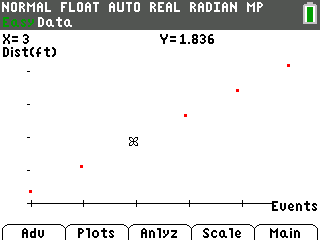 NORMAL FLOAT AUTO REAL RADIAN MP
EasyData
X=3 Y=1.836
Dist(ft)
Events
Adv Plots Anlyz Scale Main